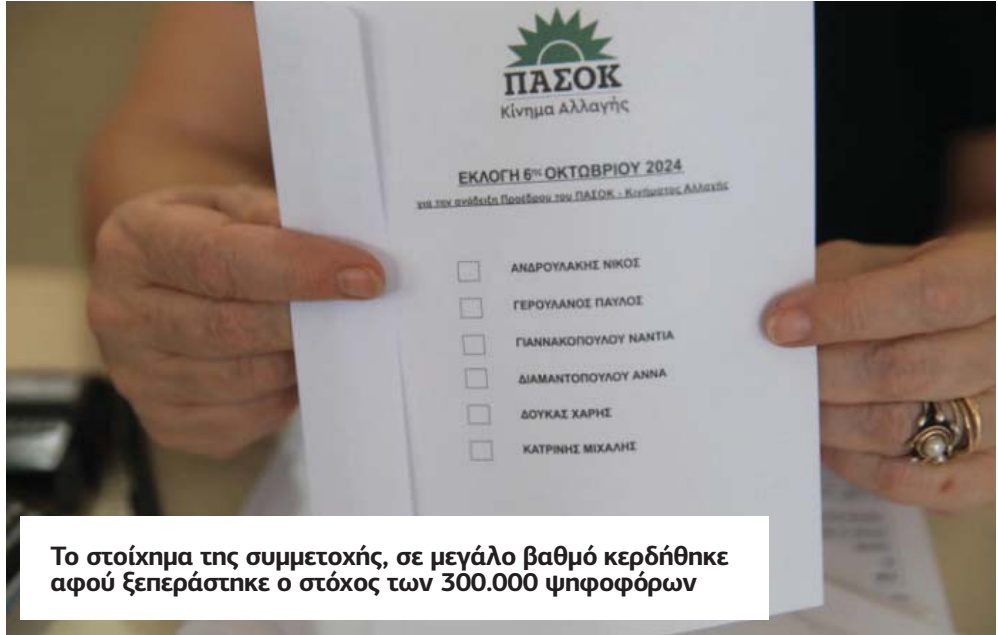 ΠΑΣΟΚ
Κίνημα Αλλαγής
ΕΚΛΟΓΗ 6ης ΟΚΤΩΒΡΙΟΥ 2024
για την ανάδειξη Προέδρου του ΠΑΣΟΚ - Κινήματος Αλλαγής
ΑΝΔΡΟΥΛΑΚΗΣ ΝΙΚΟΣ
ΓΕΡΟΥΛΑΝΟΣ ΠΑΥΛΟΣ
ΓΙΑΝΝΑΚΟΠΟΥΛΟΥ ΝΑΝΤΙΑ
ΔΙΑΜΑΝΤΟΠΟΥΛΟΥ ΑΝΝΑ
ΔΟΥΚΑΣ ΧΑΡΗΣ
ΚΑΤΡΙΝΗΣ ΜΙΧΑΛΗΣ
Το στοίχημα της συμμετοχής, σε μεγάλο βαθμό κερδήθηκε
αφού ξεπεράστηκε ο στόχος των 300.000 ψηφοφόρων